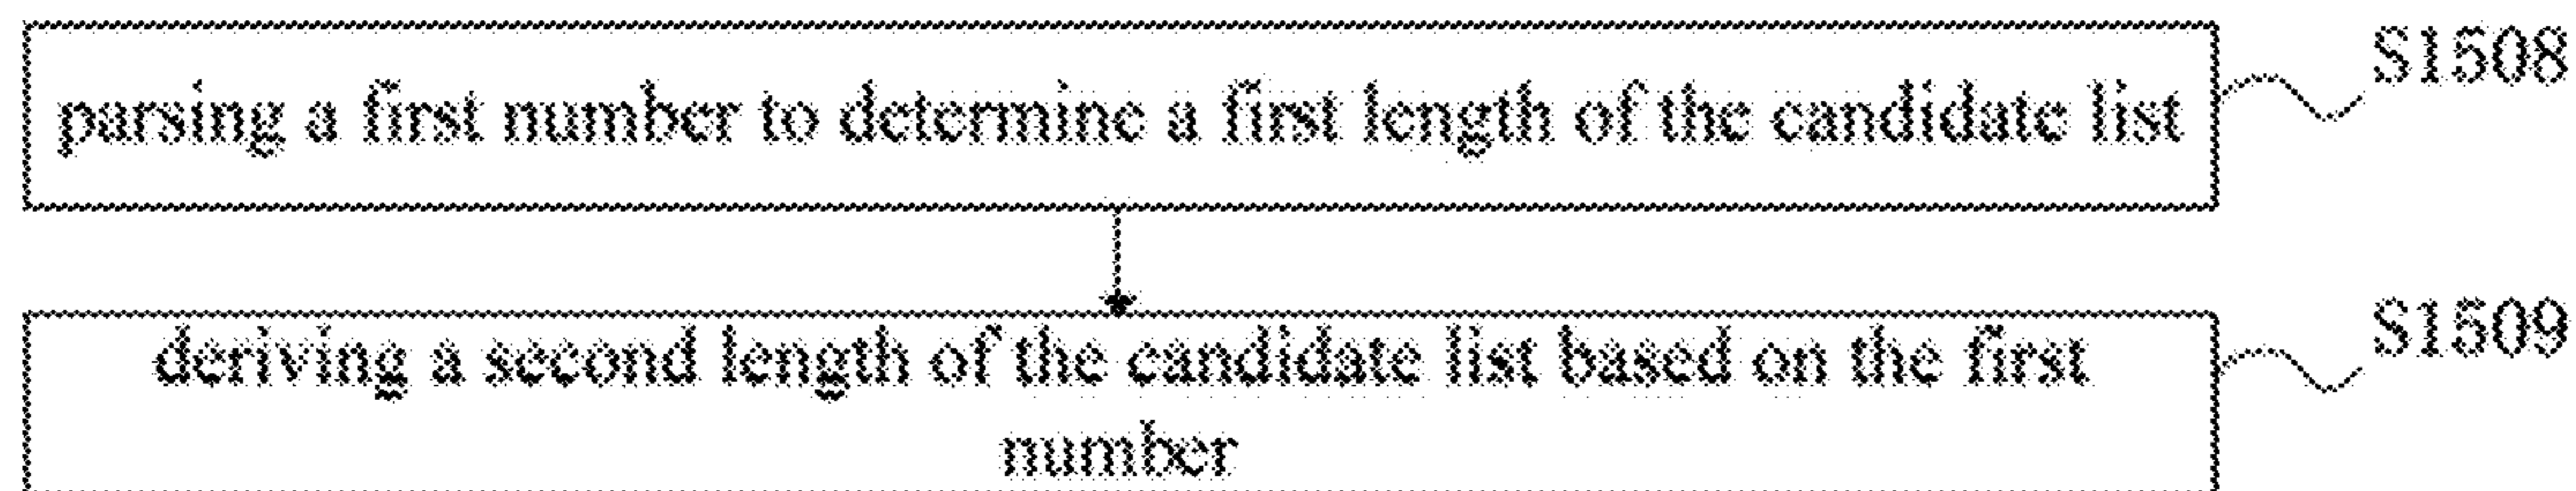 S1508
parsing a first number to determine a first length of the candidate list
S1509
deriving a second length of the candidate list based on the first
number